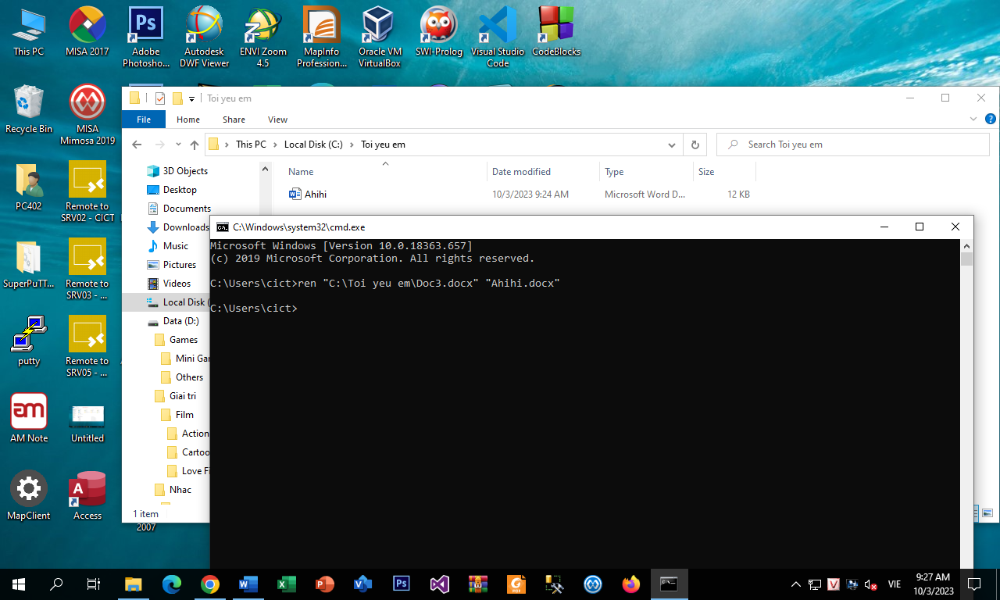 This PC
MISA 2017
Adobe
Photosho...
Autodesk
DWF Viewer
ENVI Zoom
4.5
MapInfo
Profession...
Oracle VM
VirtualBox
SWI-Prolog
Visual Studio
Code
CodeBlocks
Recycle Bin
MISA
Mimosa 2019
PC402
Remote to
SRV02 - CICT
SuperPuTT...
Remote to
SRV03 - ...
putty
Remote to
SRV05 - ...
AM Note
Untitled
MapClient
Access
2007
Toi yeu em
File
Home
Share
View
This PC
Local Disk (C:)
Toi yeu em
Search Toi yeu em
3D Objects
Desktop
Documents
Downloads
Music
Pictures
Videos
Local Disk (
Data (D:)
Games
Mini Gar
Others
Giai tri
Film
Action
Cartoo
Love Fi
Nhac
Name
Date modified
Type
Size
Ahihi
10/3/2023 9:24 AM
Microsoft Word D...
12 KB
1 item
C:\Windows\system32\cmd.exe
Microsoft Windows [Version 10.0.18363.657]
(c) 2019 Microsoft Corporation. All rights reserved.
C:\Users\cict>ren "C:\Toi yeu em\Doc3.docx" "Ahihi.docx"
C:\Users\cict>
VIE
9:27 AM
10/3/2023